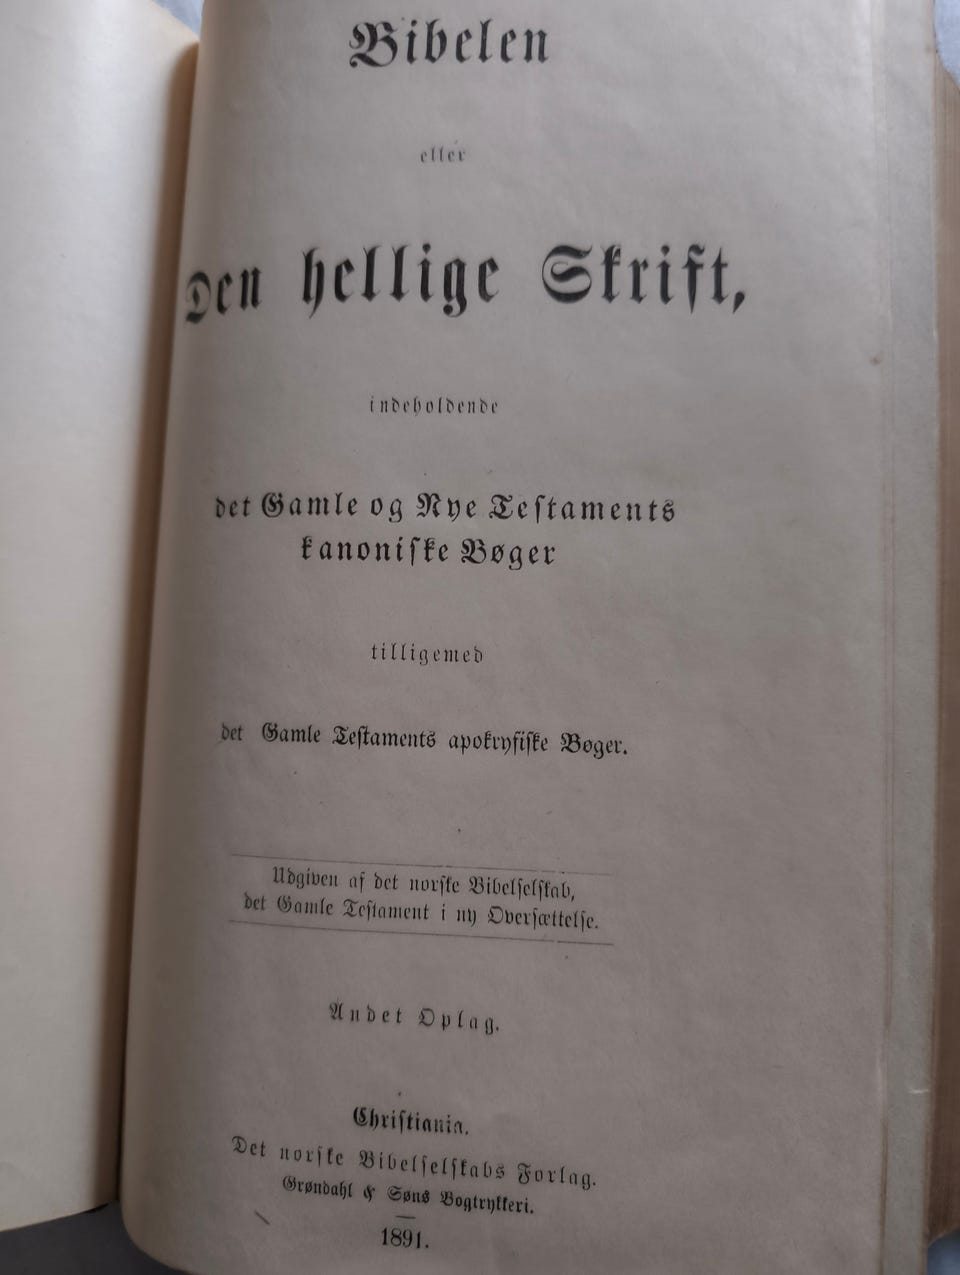 Bibelen
eller
Den hellige Skrift,
indeholdende
det Gamle og Nye Testaments
kanoniske Bøger
tilligemed
det Gamle Testaments apokryfiske Bøger.
Udgiven af det norske Bibelselskab,
det Gamle Testament i ny Oversættelse.
Andet Oplag.
Christiania.
Det norske Bibelselskabs Forlag.
Grøndahl & Søns Bogtrykkeri.
1891.